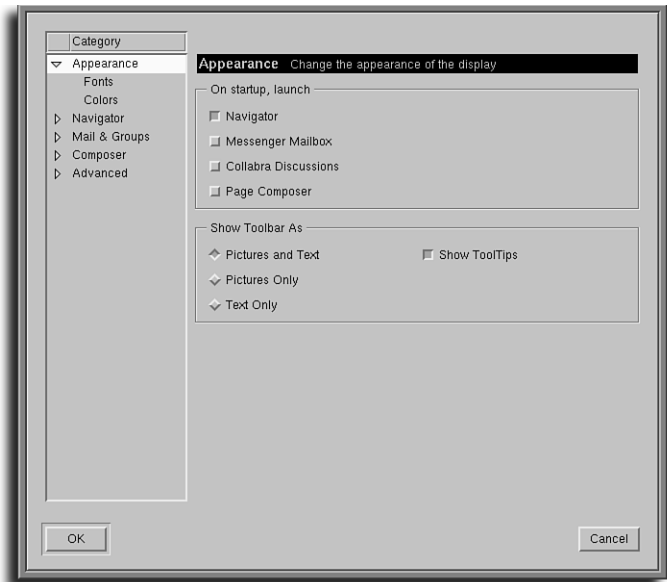 Category
Appearance
Fonts
Colors
Navigator
Mail & Groups
Composer
Advanced
Appearance Change the appearance of the display
On startup, launch
Navigator
Messenger Mailbox
Collabra Discussions
Page Composer
Show Toolbar As
Pictures and Text Show ToolTips
Pictures Only
Text Only
OK Cancel